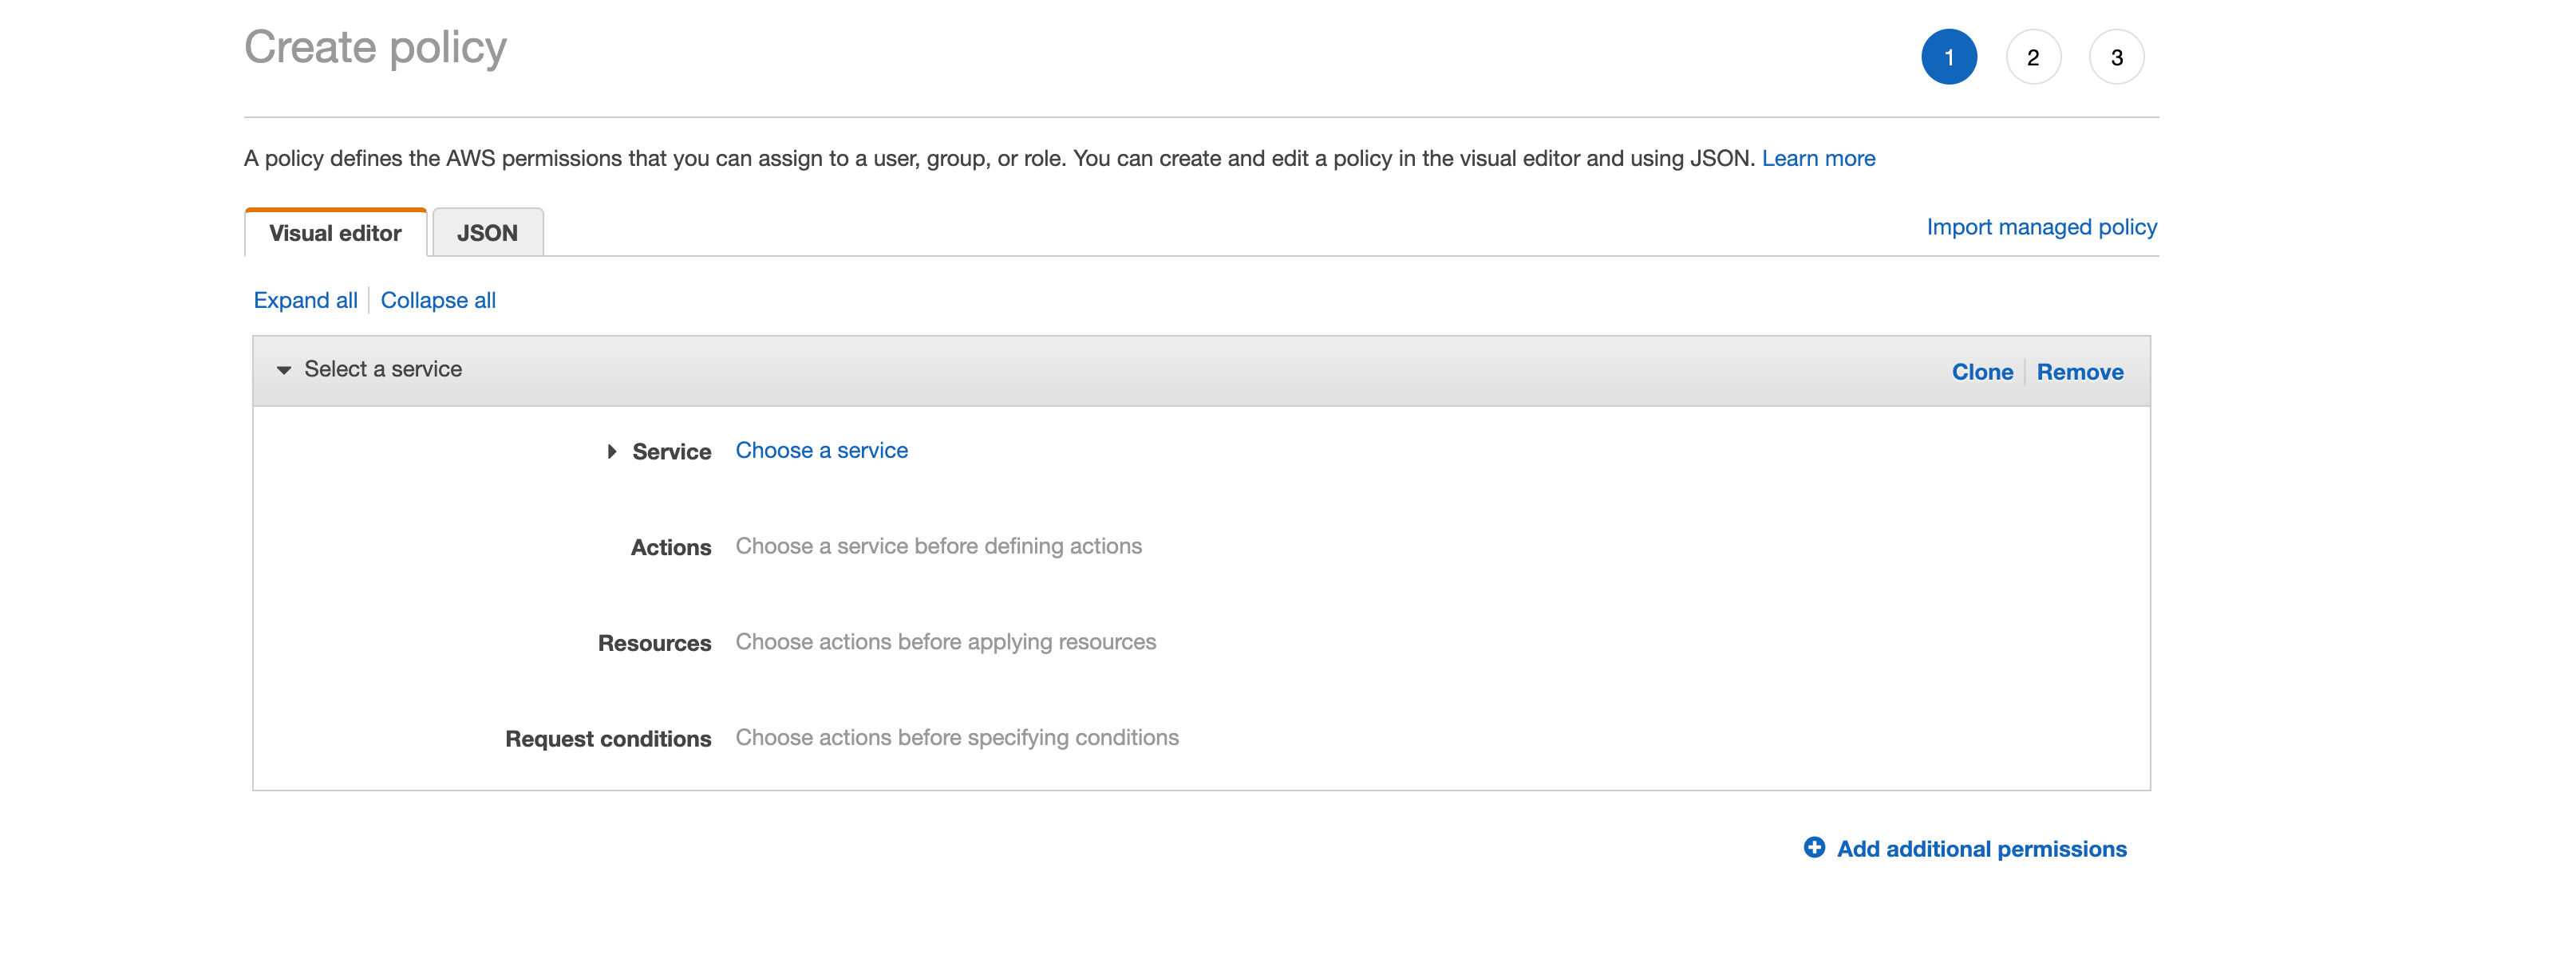 Create policy
1 2 3
A policy defines the AWS permissions that you can assign to a user, group, or role. You can create and edit a policy in the visual editor and using JSON. Learn more
Visual editor JSON Import managed policy
Expand all Collapse all
Select a service Clone Remove
Service Choose a service
Actions Choose a service before defining actions
Resources Choose actions before applying resources
Request conditions Choose actions before specifying conditions
Add additional permissions